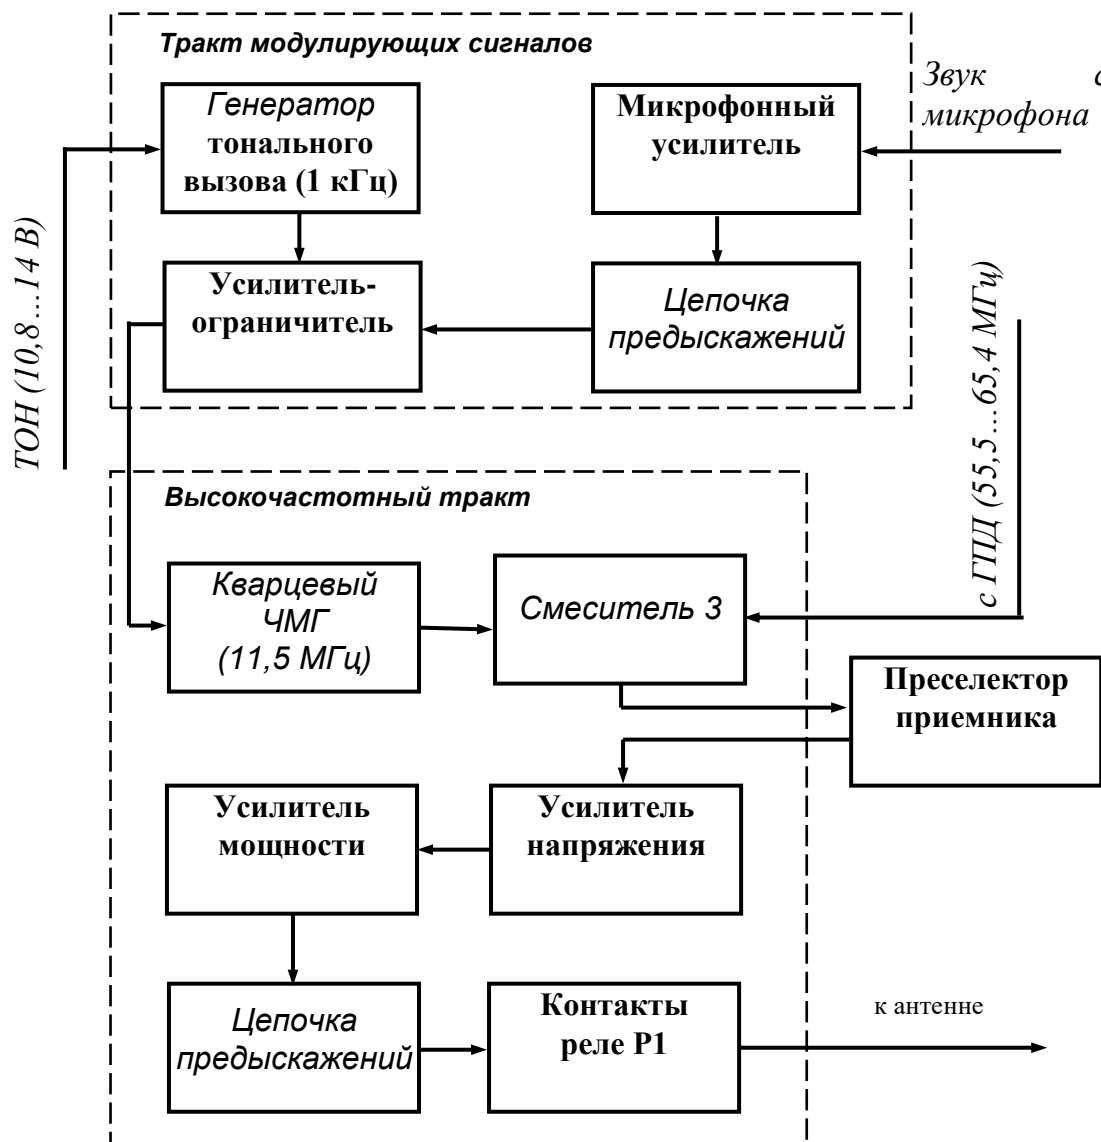 Тракт модулирующих сигналов
Звук с
микрофона
Генератор
тонального
вызова (1 кГц)
Микрофонный
усилитель
ТОН (10,8…14 В)
Усилитель-
ограничитель
Цепочка
предыскажений
с ГПД (55,5…65,4 МГц)
Высокочастотный тракт
Кварцевый
ЧМГ
(11,5 МГц)
Смеситель 3
Преселектор
приемника
Усилитель
мощности
Усилитель
напряжения
Цепочка
предыскажений
Контакты
реле Р1
к антенне